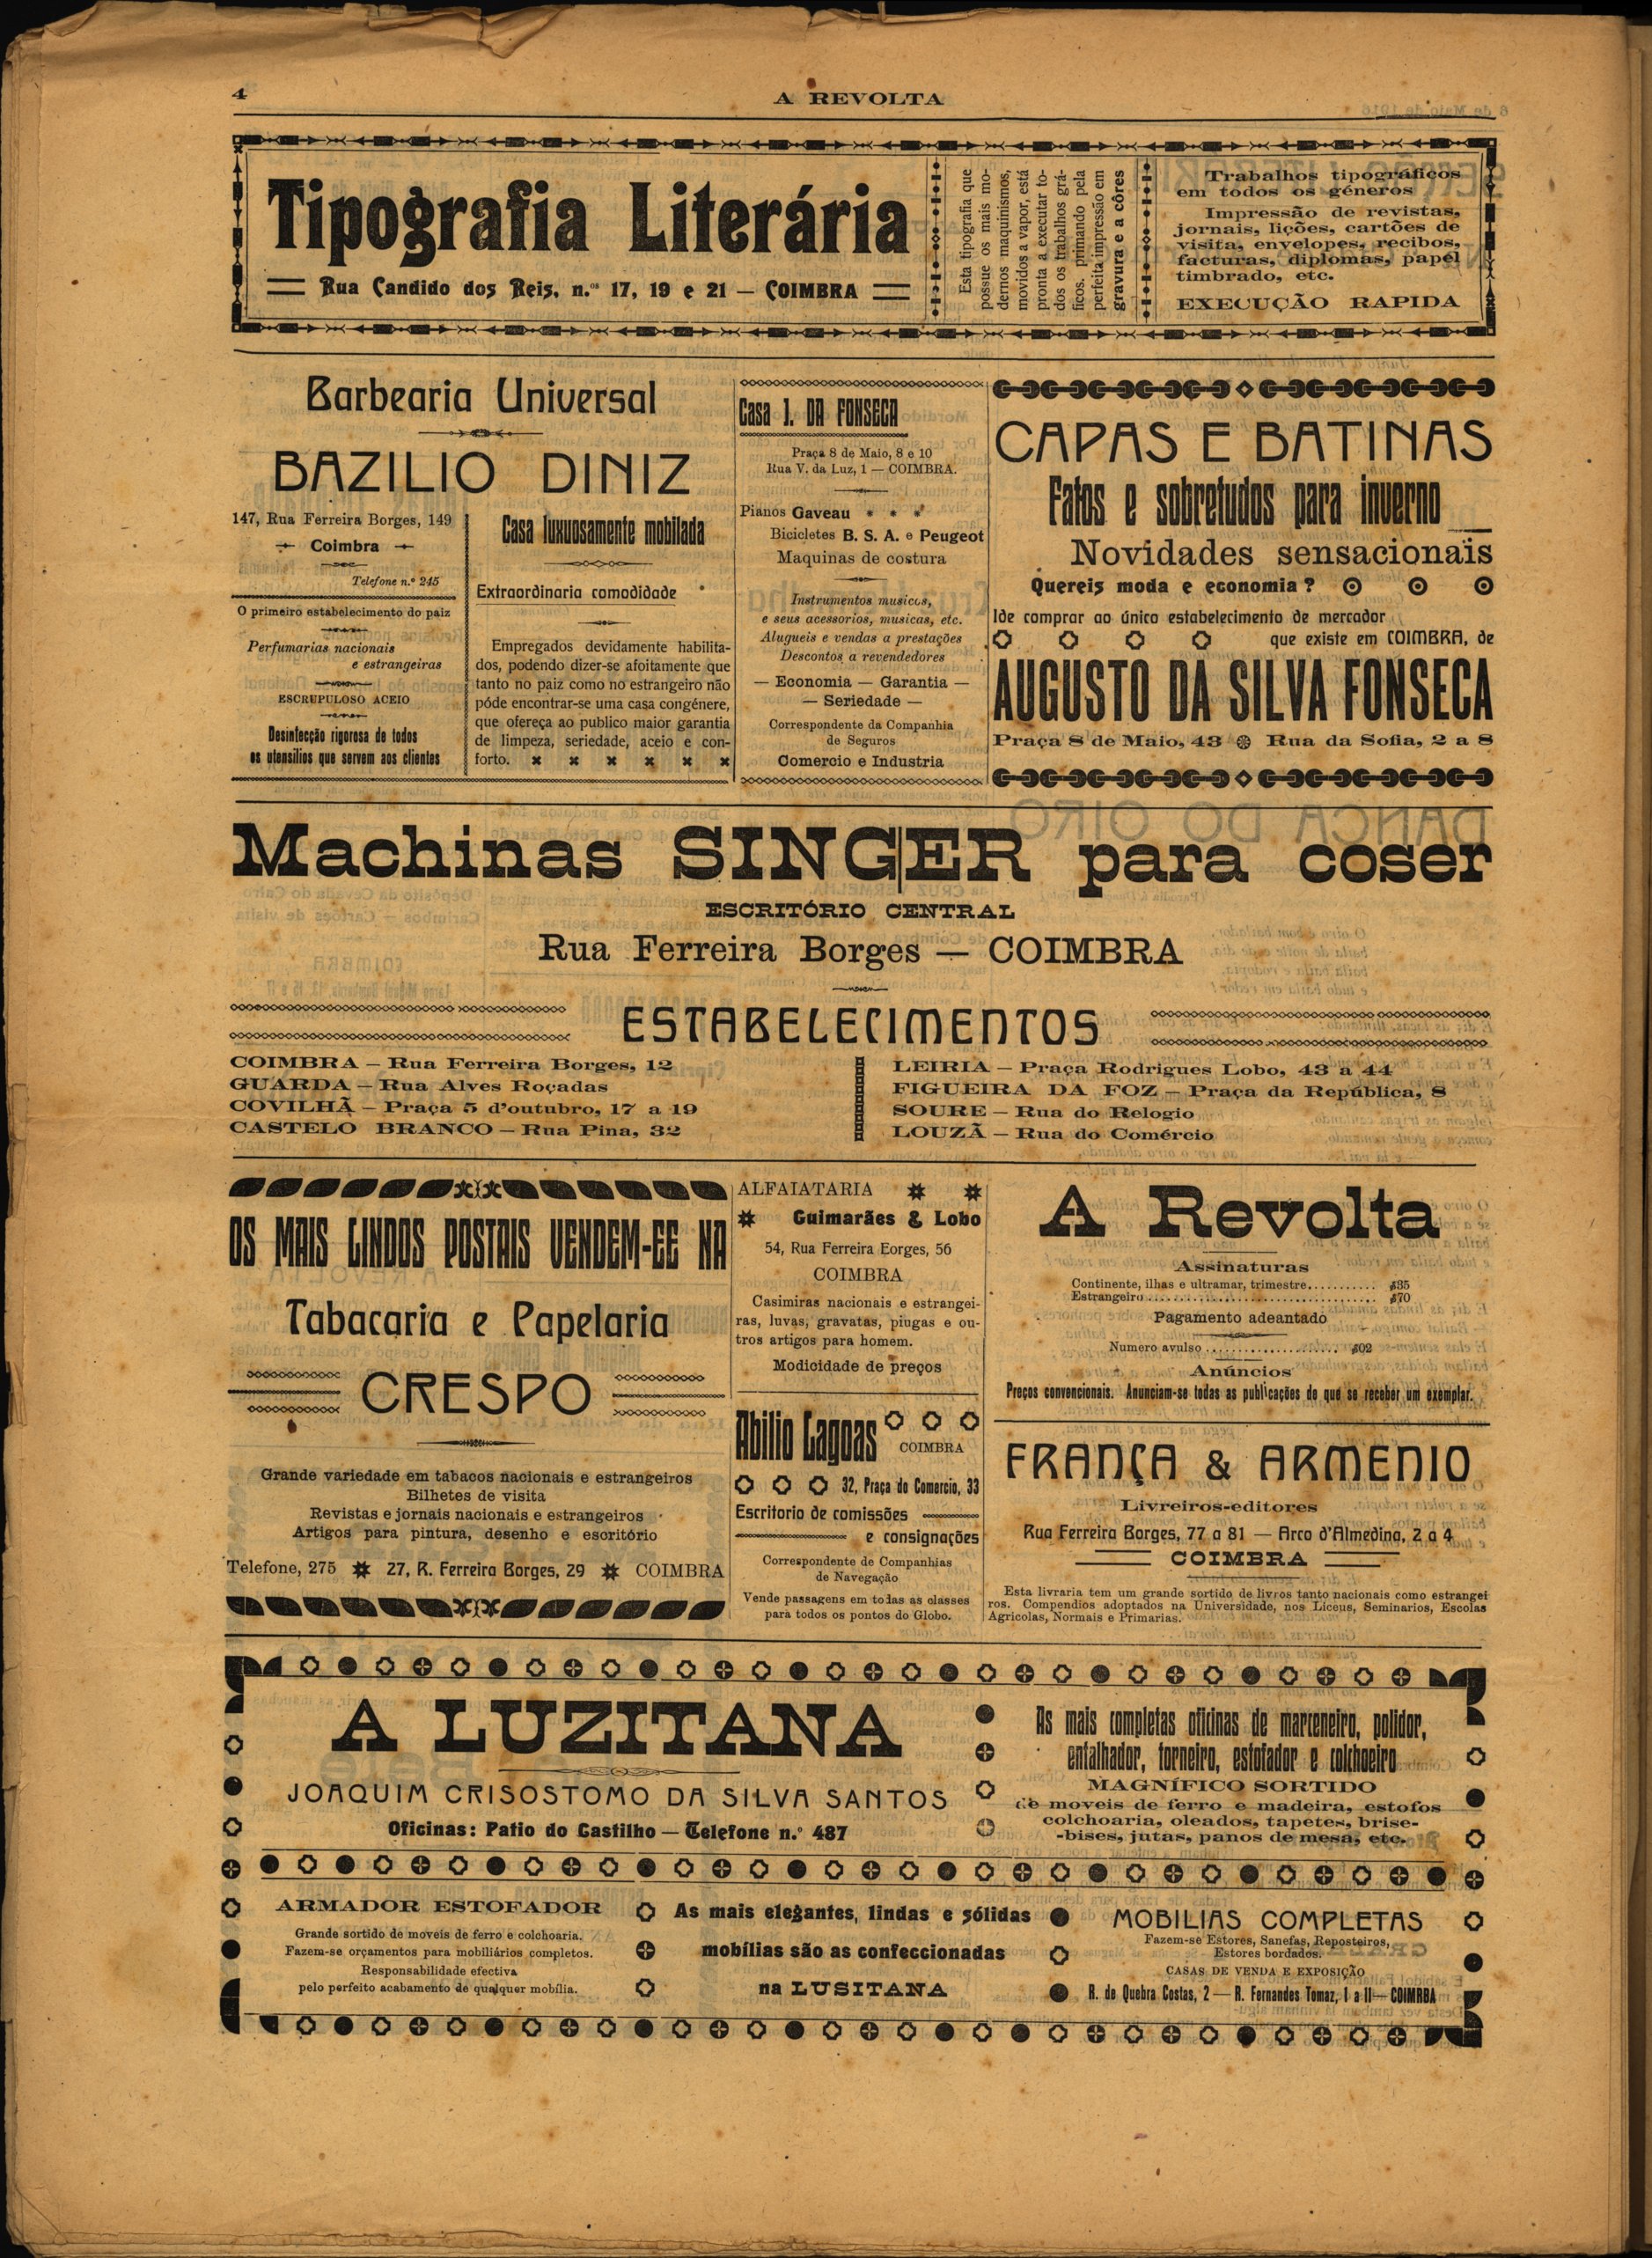 4
A REVOLTA
Tipografia Literária
Rua Candido dos Reis, n.os 17, 19 e 21 — COIMBRA
Esta tipografia que
possue os mais mo-
dernos maquinismos,
movidos a vapor, está
pronta a executar to-
dos os trabalhos grá-
ficos, primando pela
perfeita impressão em
gravura e a côres
Trabalhos tipográficos
em todos os géneros
Impressão de revistas,
jornais, lições, cartões de
visita, envelopes, recibos,
facturas, diplomas, papel
timbrado, etc.
EXECUÇÃO RAPIDA
Barbearia Universal
BAZILIO DINIZ
147, Rua Ferreira Borges, 149
Coimbra
Telefone n.º 245
O primeiro estabelecimento do paiz
Perfumarias nacionais
e estrangeiras
ESCRUPULOSO ACEIO
Desinfecção rigorosa de todos
os utensilios que servem aos clientes
Casa luxuosamente mobilada
Extraordinaria comodidade
Empregados devidamente habilita-
dos, podendo dizer-se afoitamente que
tanto no paiz como no estrangeiro não
póde encontrar-se uma casa congénere,
que ofereça ao publico maior garantia
de limpeza, seriedade, aceio e con-
forto.
Casa J. DA FONSECA
Praça 8 de Maio, 8 e 10
Rua V. da Luz, 1 — COIMBRA.
Pianos Gaveau
Bicicletes B. S. A. e Peugeot
Maquinas de costura
Instrumentos musicos,
e seus acessorios, musicas, etc.
Alugueis e vendas a prestações
Descontos a revendedores
— Economia — Garantia —
— Seriedade —
Correspondente da Companhia
de Seguros
Comercio e Industria
CAPAS E BATINAS
Fatos e sobretudos para inverno
Novidades sensacionais
Quereis moda e economia?
Ide comprar ao único estabelecimento de mercador
que existe em COIMBRA, de
AUGUSTO DA SILVA FONSECA
Praça 8 de Maio, 43 Rua da Sofia, 2 a 8
Machinas SINGER para coser
ESCRITÓRIO CENTRAL
Rua Ferreira Borges — COIMBRA
ESTABELECIMENTOS
COIMBRA — Rua Ferreira Borges, 12
GUARDA — Rua Alves Roçadas
COVILHÃ — Praça 5 d'outubro, 17 a 19
CASTELO BRANCO — Rua Pina, 32
LEIRIA — Praça Rodrigues Lobo, 43 a 44
FIGUEIRA DA FOZ — Praça da República, 8
SOURE — Rua do Relogio
LOUZÃ — Rua do Comércio
OS MAIS LINDOS POSTAIS VENDEM-EE NA
Tabacaria e Papelaria
CRESPO
Grande variedade em tabacos nacionais e estrangeiros
Bilhetes de visita
Revistas e jornais nacionais e estrangeiros
Artigos para pintura, desenho e escritório
Telefone, 275 27, R. Ferreira Borges, 29 COIMBRA
ALFAIATARIA
Guimarães & Lobo
54, Rua Ferreira Eorges, 56
COIMBRA
Casimiras nacionais e estrangei-
ras, luvas, gravatas, piugas e ou-
tros artigos para homem.
Modicidade de preços
Abilio Lagoas
COIMBRA
32, Praça do Comercio, 33
Escritorio de comissões
e consignações
Correspondente de Companhias
de Navegação
Vende passagens em todas as classes
para todos os pontos do Globo.
A Revolta
Assinaturas
Continente, ilhas e ultramar, trimestre........... $35
Estrangeiro.......................................... $70
Pagamento adeantado
Numero avulso...................... $02
Anúncios
Preços convencionais. Anunciam-se todas as publicações de que se receber um exemplar.
FRANÇA & ARMENIO
Livreiros-editores
Rua Ferreira Borges, 77 a 81 — Arco d'Almedina, 2 a 4
COIMBRA
Esta livraria tem um grande sortido de livros tanto nacionais como estrangei
ros. Compendios adoptados na Universidade, nos Liceus, Seminarios, Escolas
Agricolas, Normais e Primarias.
A LUZITANA
JOAQUIM CRISOSTOMO DA SILVA SANTOS
Oficinas: Patio do Castilho — Telefone n.º 487
As mais completas oficinas de marceneiro, polidor,
entalhador, torneiro, estofador e colchoeiro
MAGNÍFICO SORTIDO
de moveis de ferro e madeira, estofos
colchoaria, oleados, tapetes, brise-
-bises, jutas, panos de mesa, etc.
ARMADOR ESTOFADOR
Grande sortido de moveis de ferro e colchoaria.
Fazem-se orçamentos para mobiliários completos.
Responsabilidade efectiva
pelo perfeito acabamento de qualquer mobília.
As mais elegantes, lindas e sólidas
mobílias são as confeccionadas
na LUSITANA
MOBILIAS COMPLETAS
Fazem-se Estores, Sanefas, Reposteiros,
Estores bordados.
CASAS DE VENDA E EXPOSIÇÃO
R. de Quebra Costas, 2 — R. Fernandes Tomaz, I a II — COIMRBA